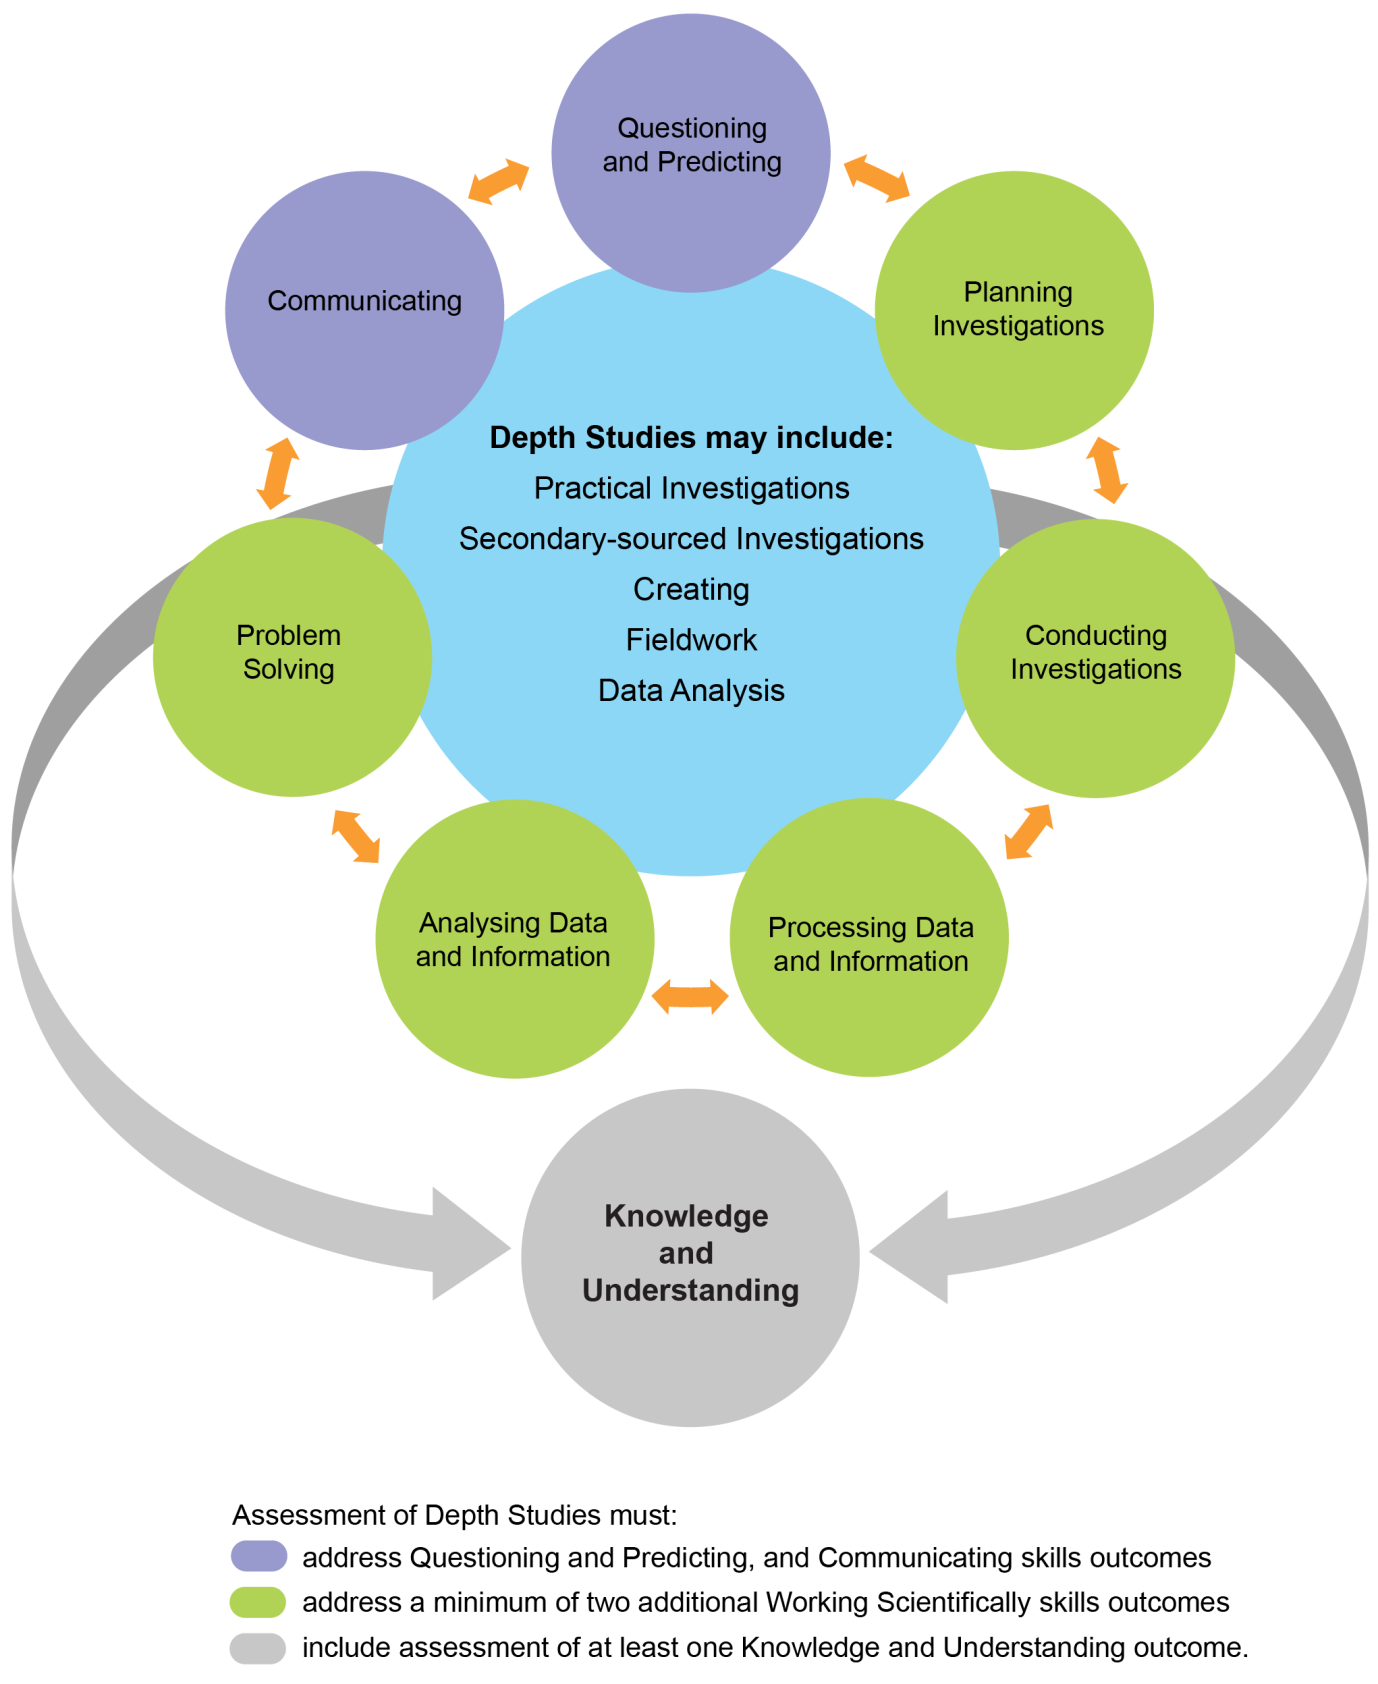 Questioning
and Predicting
Communicating
Planning
Investigations
Depth Studies may include:
Practical Investigations
Secondary-sourced Investigations
Creating
Fieldwork
Data Analysis
Problem
Solving
Conducting
Investigations
Analysing Data
and Information
Processing Data
and Information
Knowledge
and
Understanding
Assessment of Depth Studies must:
address Questioning and Predicting, and Communicating skills outcomes
address a minimum of two additional Working Scientifically skills outcomes
include assessment of at least one Knowledge and Understanding outcome.